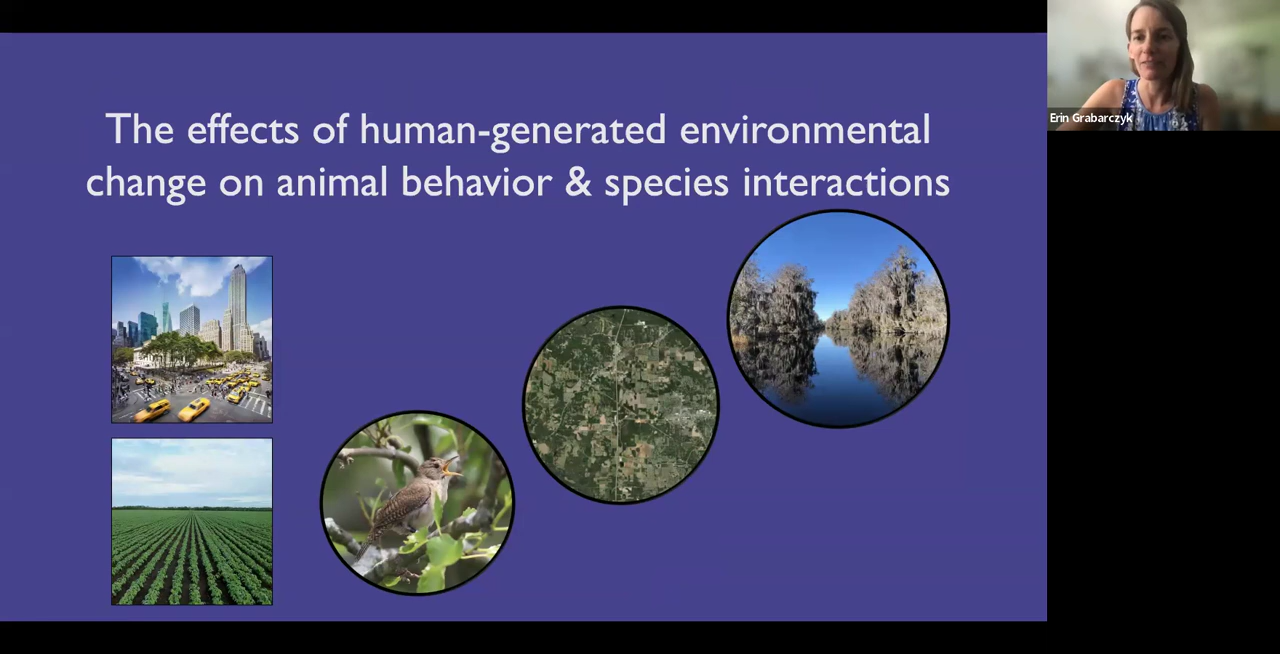 The effects of human-generated environmental
change on animal behavior & species interactions
Erin Grabarczyk